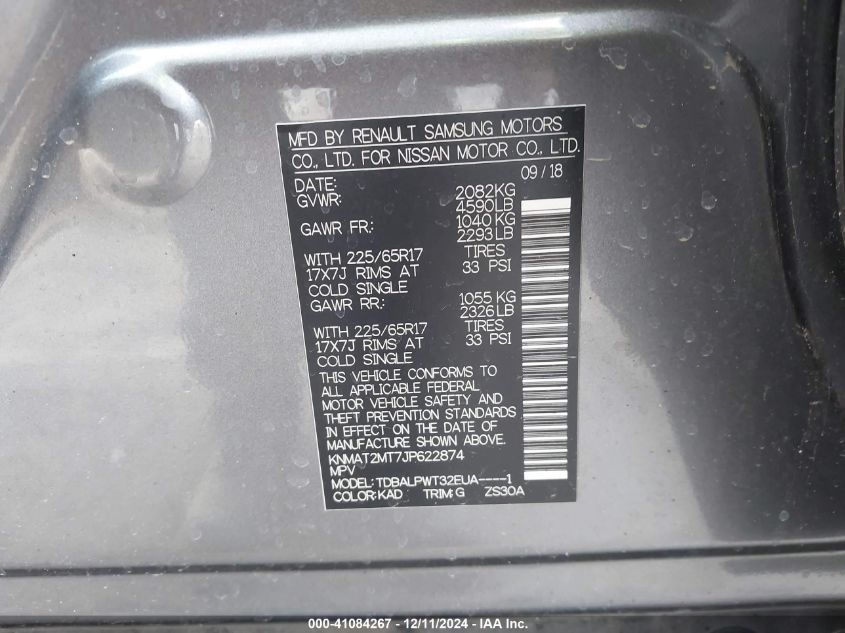 MFD BY RENAULT SAMSUNG MOTORS
CO., LTD. FOR NISSAN MOTOR CO., LTD.
DATE: 09/18
GVWR: 2082KG
4590LB
GAWR FR: 1040KG
2293LB
WITH 225/65R17 TIRES
17X7J RIMS AT 33 PSI
COLD SINGLE
GAWR RR: 1055KG
2326LB
WITH 225/65R17 TIRES
17X7J RIMS AT 33 PSI
COLD SINGLE
THIS VEHICLE CONFORMS TO
ALL APPLICABLE FEDERAL
MOTOR VEHICLE SAFETY AND
THEFT PREVENTION STANDARDS
IN EFFECT ON THE DATE OF
MANUFACTURE SHOWN ABOVE.
KNMAT2MT7JP622874
MPV
MODEL: TDBALPWT32EUA----1
COLOR: KAD TRIM: G ZS30A
000-41084267 - 12/11/2024 - IAA Inc.